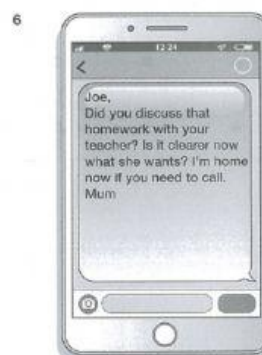 6
12:24
Joe,
Did you discuss that
homework with your
teacher? Is it clearer now
what she wants? I'm home
now if you need to call.
Mum